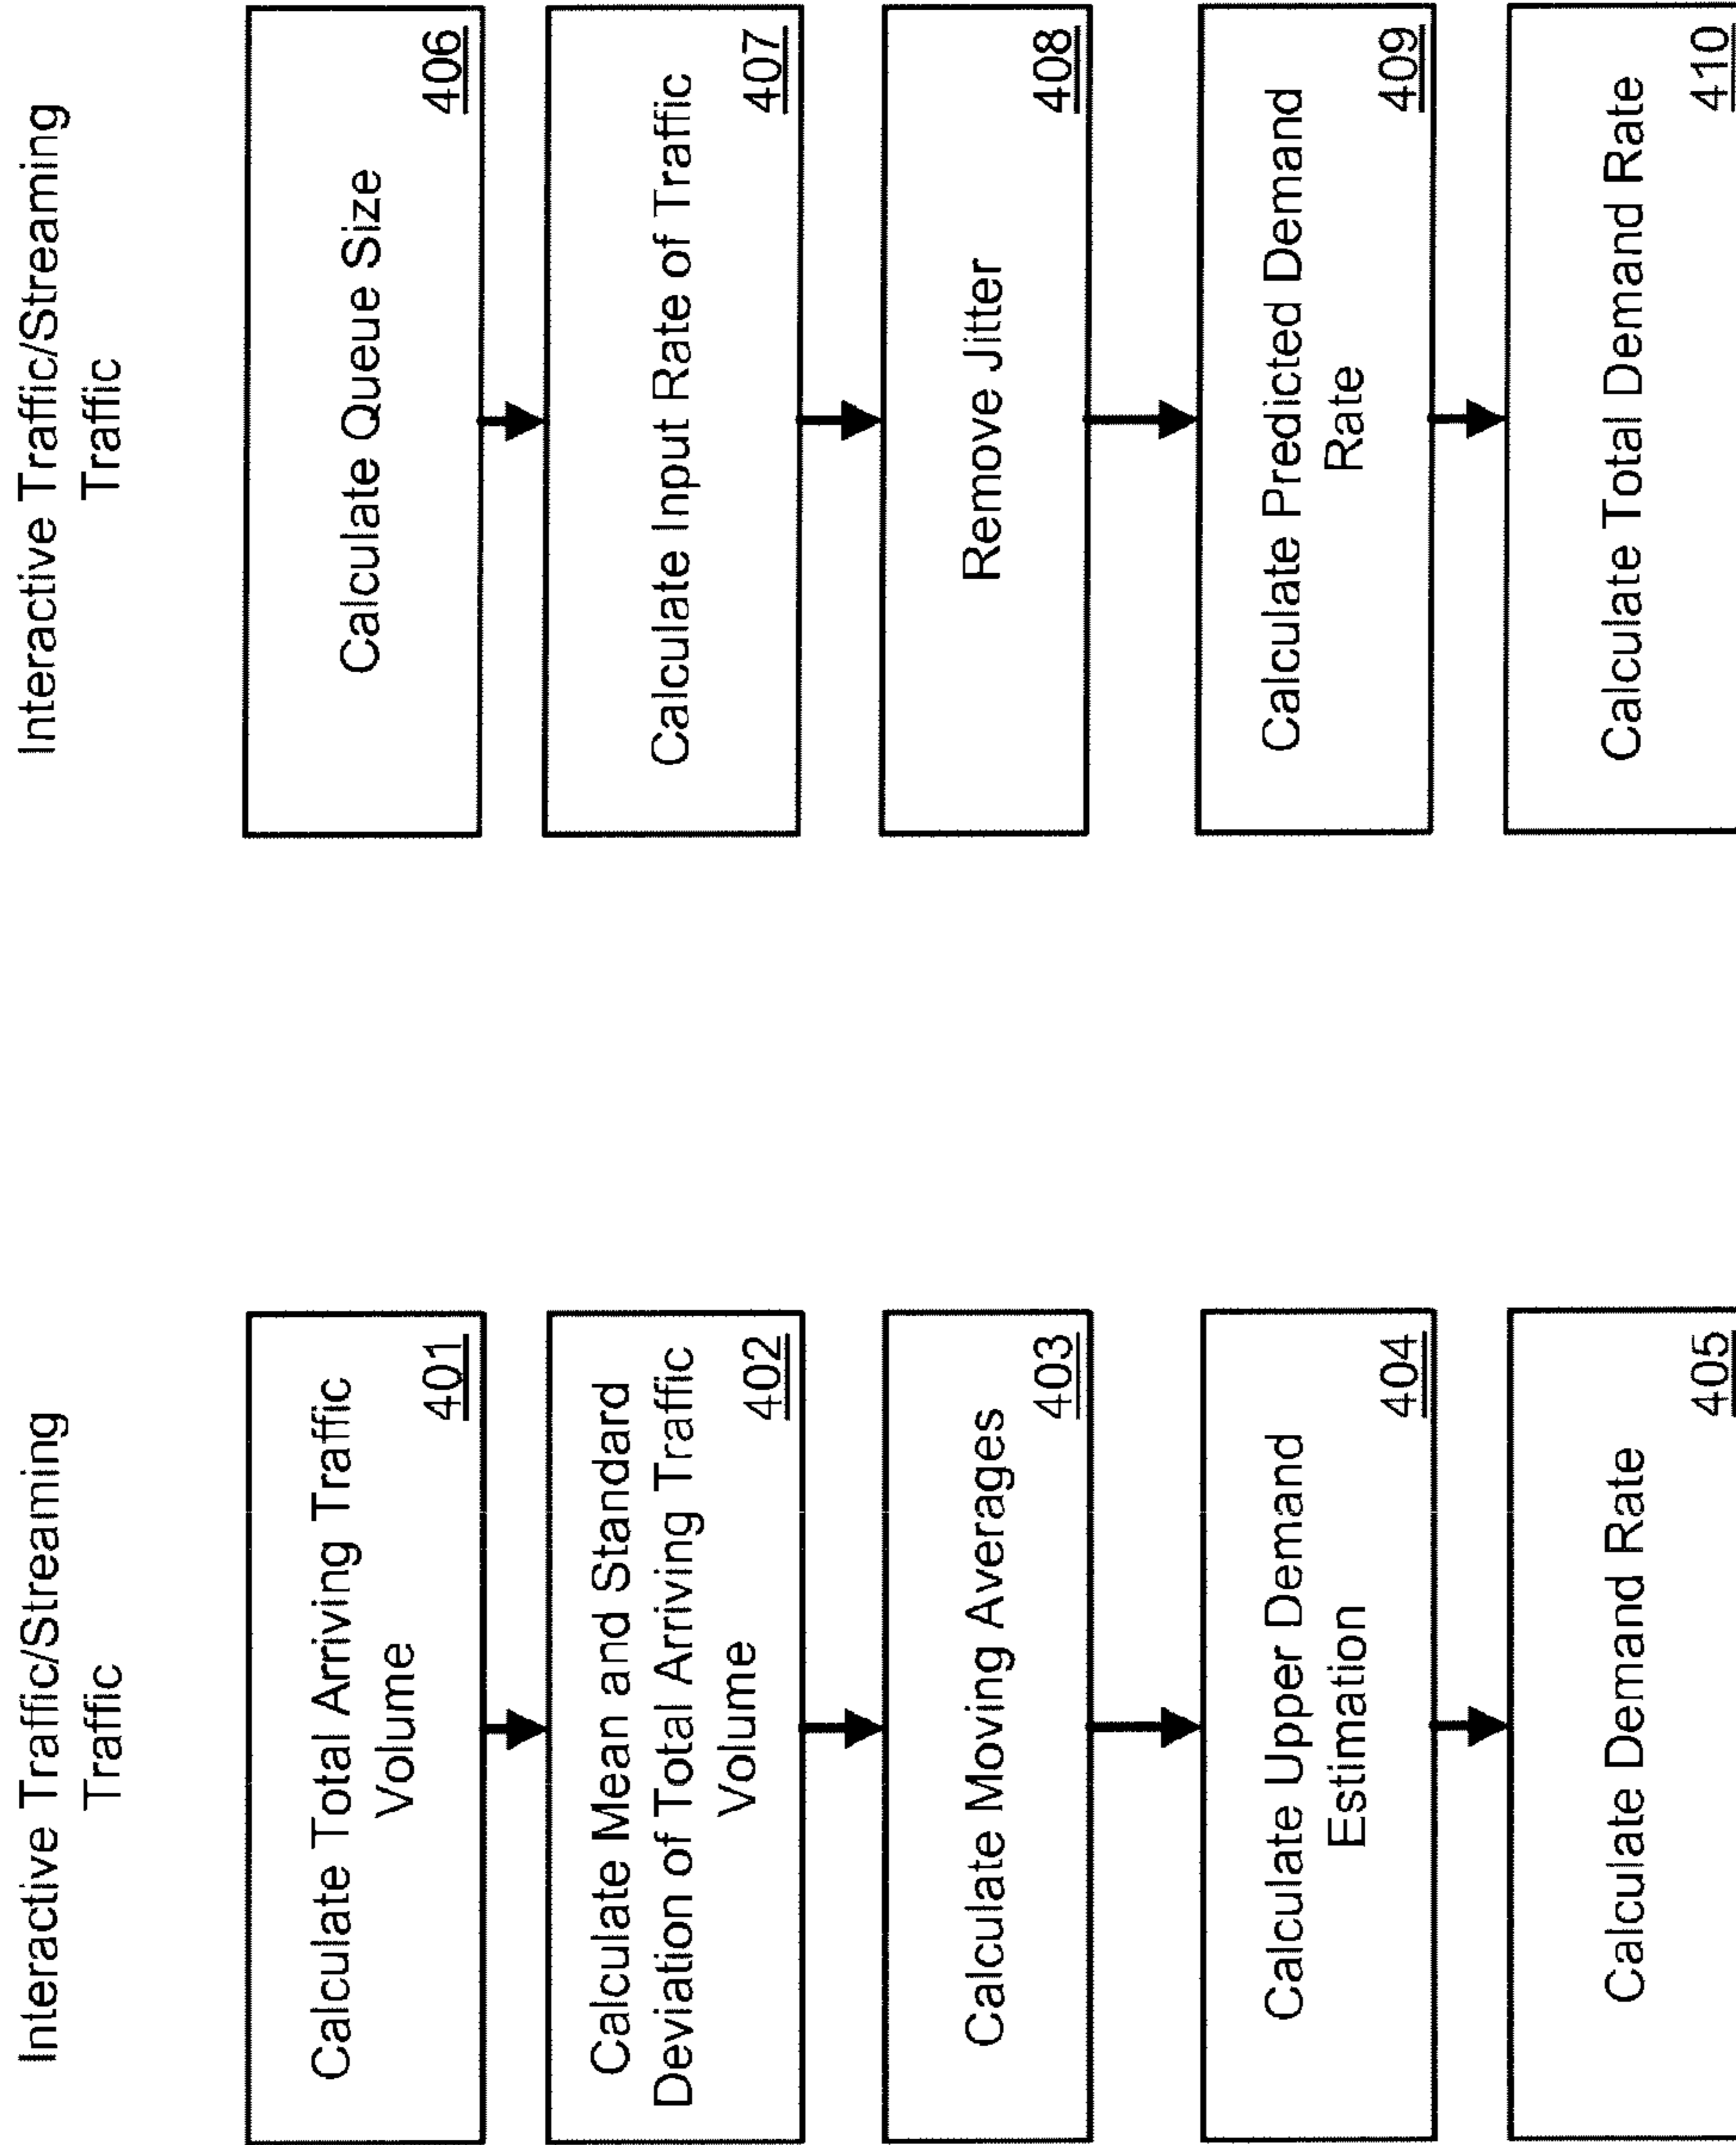 Interactive Traffic/Streaming
Traffic
Calculate Total Arriving Traffic
Volume
401
Calculate Mean and Standard
Deviation of Total Arriving Traffic
Volume
402
Calculate Moving Averages
403
Calculate Upper Demand
Estimation
404
Calculate Demand Rate
405
Interactive Traffic/Streaming
Traffic
Calculate Queue Size
406
Calculate Input Rate of Traffic
407
Remove Jitter
408
Calculate Predicted Demand
Rate
409
Calculate Total Demand Rate
410